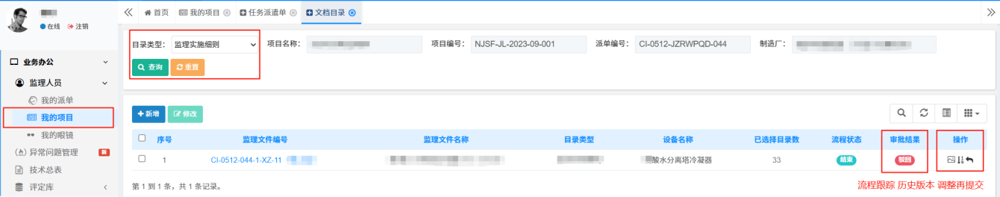 首页 我的项目 任务派遣单 文档目录
在线 注销
目录类型： 监理实施细则 项目名称： 项目编号： NJSF-JL-2023-09-001 派单编号： CI-0512-JZRWPQD-044 制造厂：
查询 重置
业务办公
监理人员
我的派单
我的项目
我的眼镜
异常问题管理 新
技术总表
评定库
新增 修改
序号 监理文件编号 监理文件名称 目录类型 设备名称 已选择目录数 流程状态 审批结果 操作
1 CI-0512-044-1-XZ-11 酸水分离塔冷凝器 33 结束 驳回
第 1 到 1 条，共 1 条记录。
流程跟踪 历史版本 调整再提交